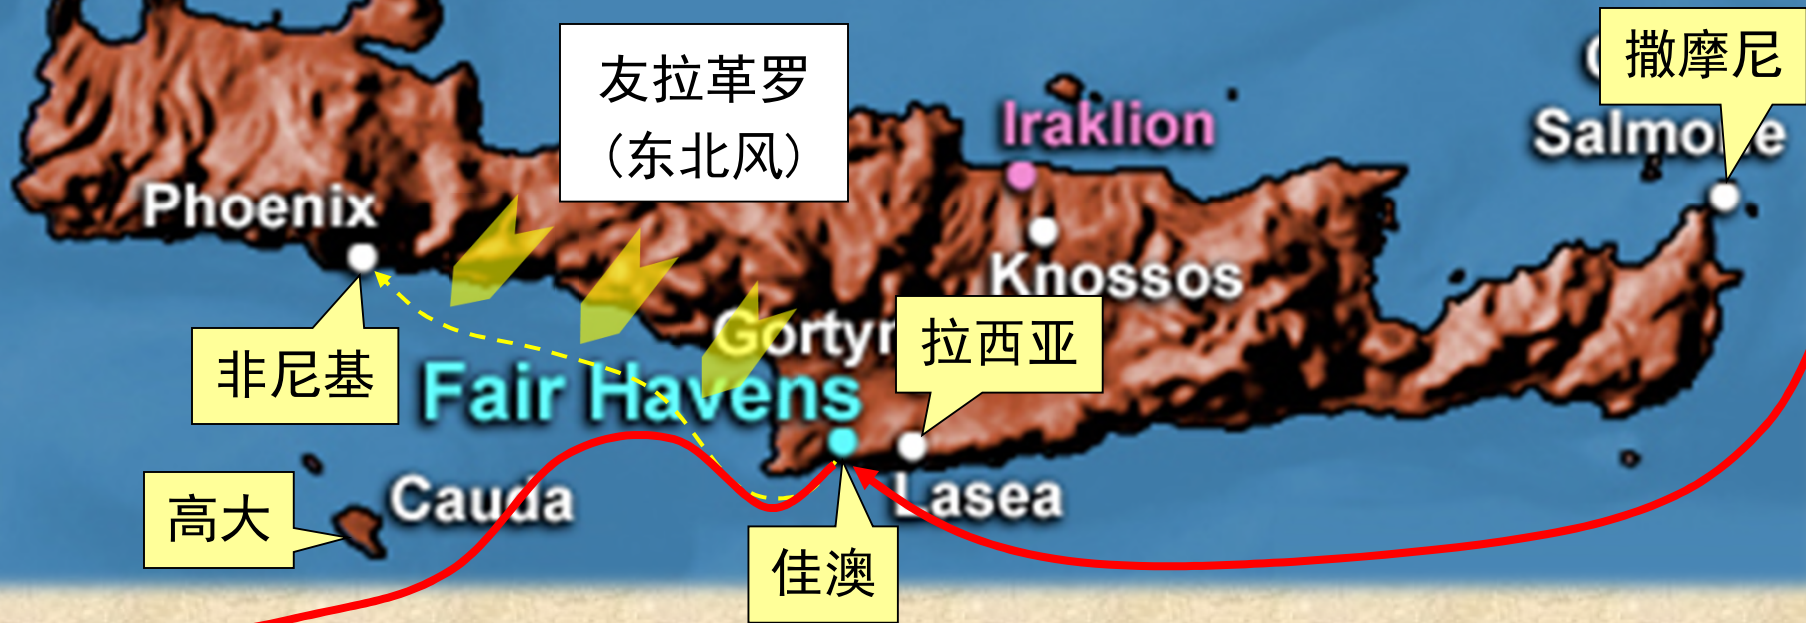 友拉革罗
(东北风)
撒摩尼
Iraklion
Salmone
Phoenix
Knossos
Gortyn
拉西亚
非尼基
Fair Havens
高大
Cauda
Lasea
佳澳